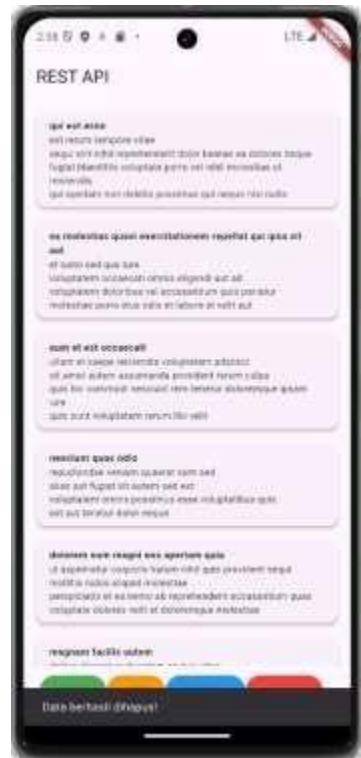 2:38
LTE
REST API
qui est esse
est rerum tempore vitae
sequi sint nihil reprehenderit dolor beatae ea dolores neque
fugiat blanditiis voluptate porro vel nihil molestiae ut
reiciendis
qui aperiam non debitis possimus qui neque nisi nulla
ea molestias quasi exercitationem repellat qui ipsa sit
aut
et iusto sed quo iure
voluptatem occaecati omnis eligendi aut ad
voluptatem doloribus vel accusantium quis pariatur
molestiae porro eius odio et labore et velit aut
eum et est occaecati
ullam et saepe reiciendis voluptatem adipisci
sit amet autem assumenda provident rerum culpa
quis hic commodi nesciunt rem tenetur doloremque ipsam
iure
quis sunt voluptatem rerum illo velit
nesciunt quas odio
repudiandae veniam quaerat sunt sed
alias aut fugiat sit autem sed est
voluptatem omnis possimus esse voluptatibus quis
est aut tenetur dolor neque
dolorem eum magni eos aperiam quia
ut aspernatur corporis harum nihil quis provident sequi
mollitia nobis aliquid molestiae
perspiciatis et ea nemo ab reprehenderit accusantium quas
voluptate dolores velit et doloremque molestiae
magnam facilis autem
Data berhasil dihapus!